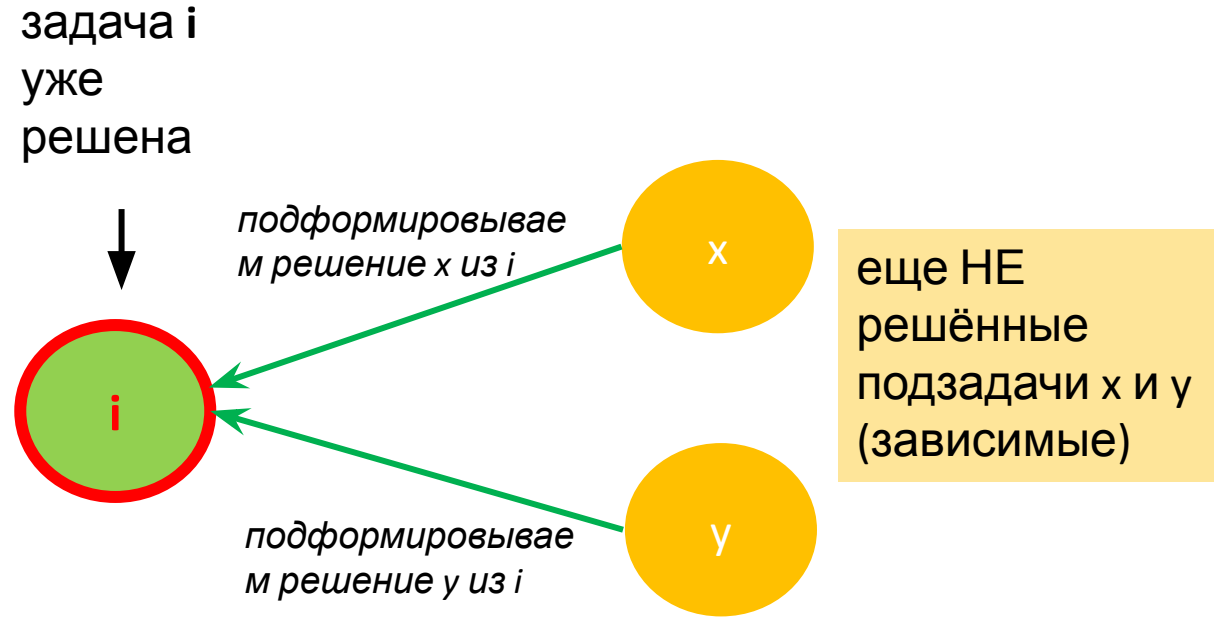 задача i
уже
решена
подформировывае
м решение x из i
x
еще НЕ
решённые
подзадачи x и y
(зависимые)
i
y
подформировывае
м решение y из i